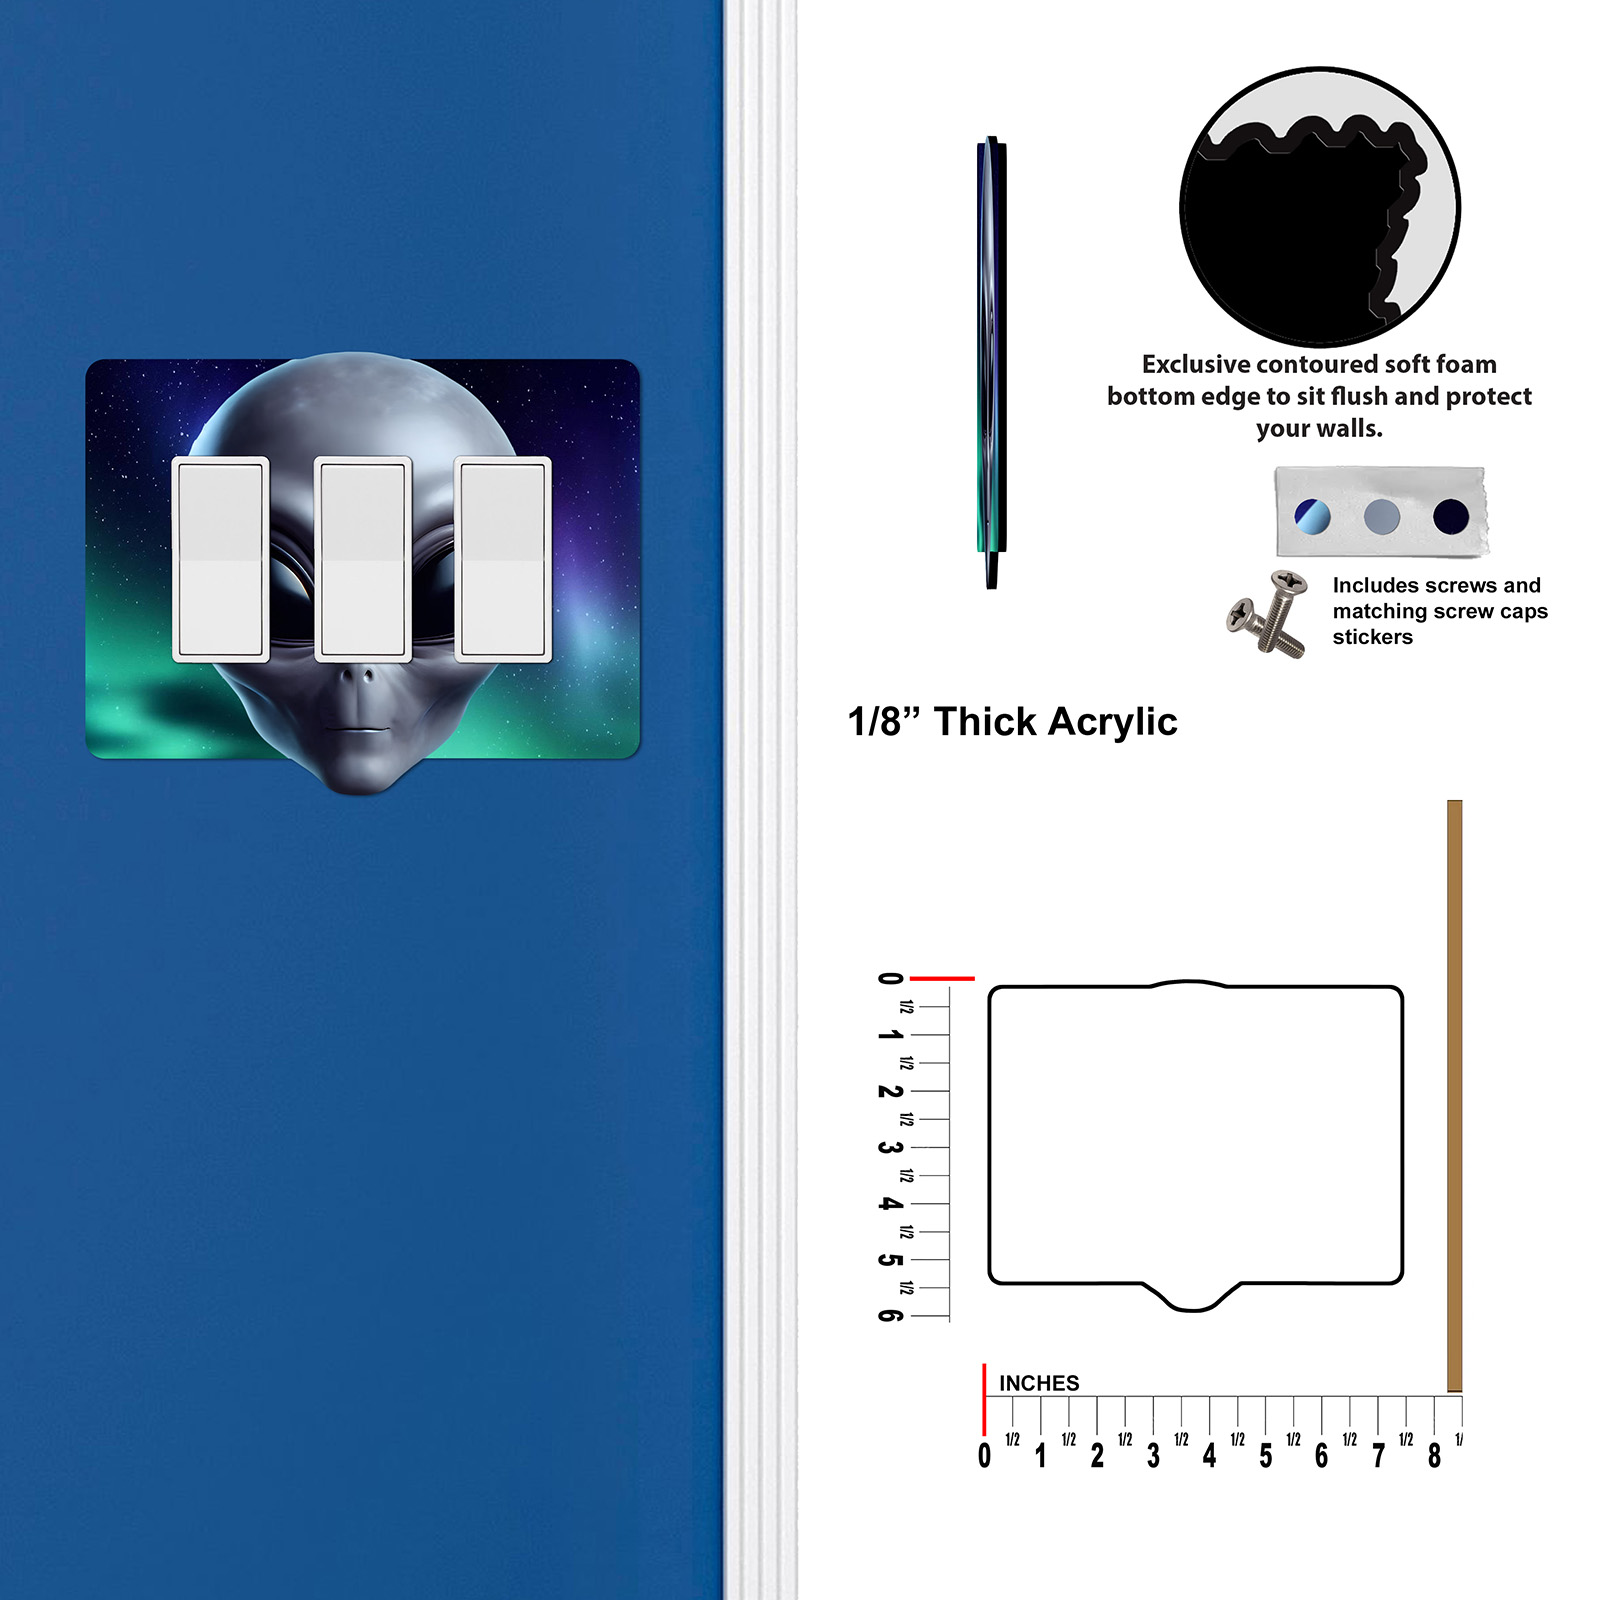 Exclusive contoured soft foam
bottom edge to sit flush and protect
your walls.
Includes screws and
matching screw caps
stickers
1/8” Thick Acrylic
0
1/2
1
1/2
2
1/2
3
1/2
4
1/2
5
1/2
6
INCHES
0 1/2 1 1/2 2 1/2 3 1/2 4 1/2 5 1/2 6 1/2 7 1/2 8 1/